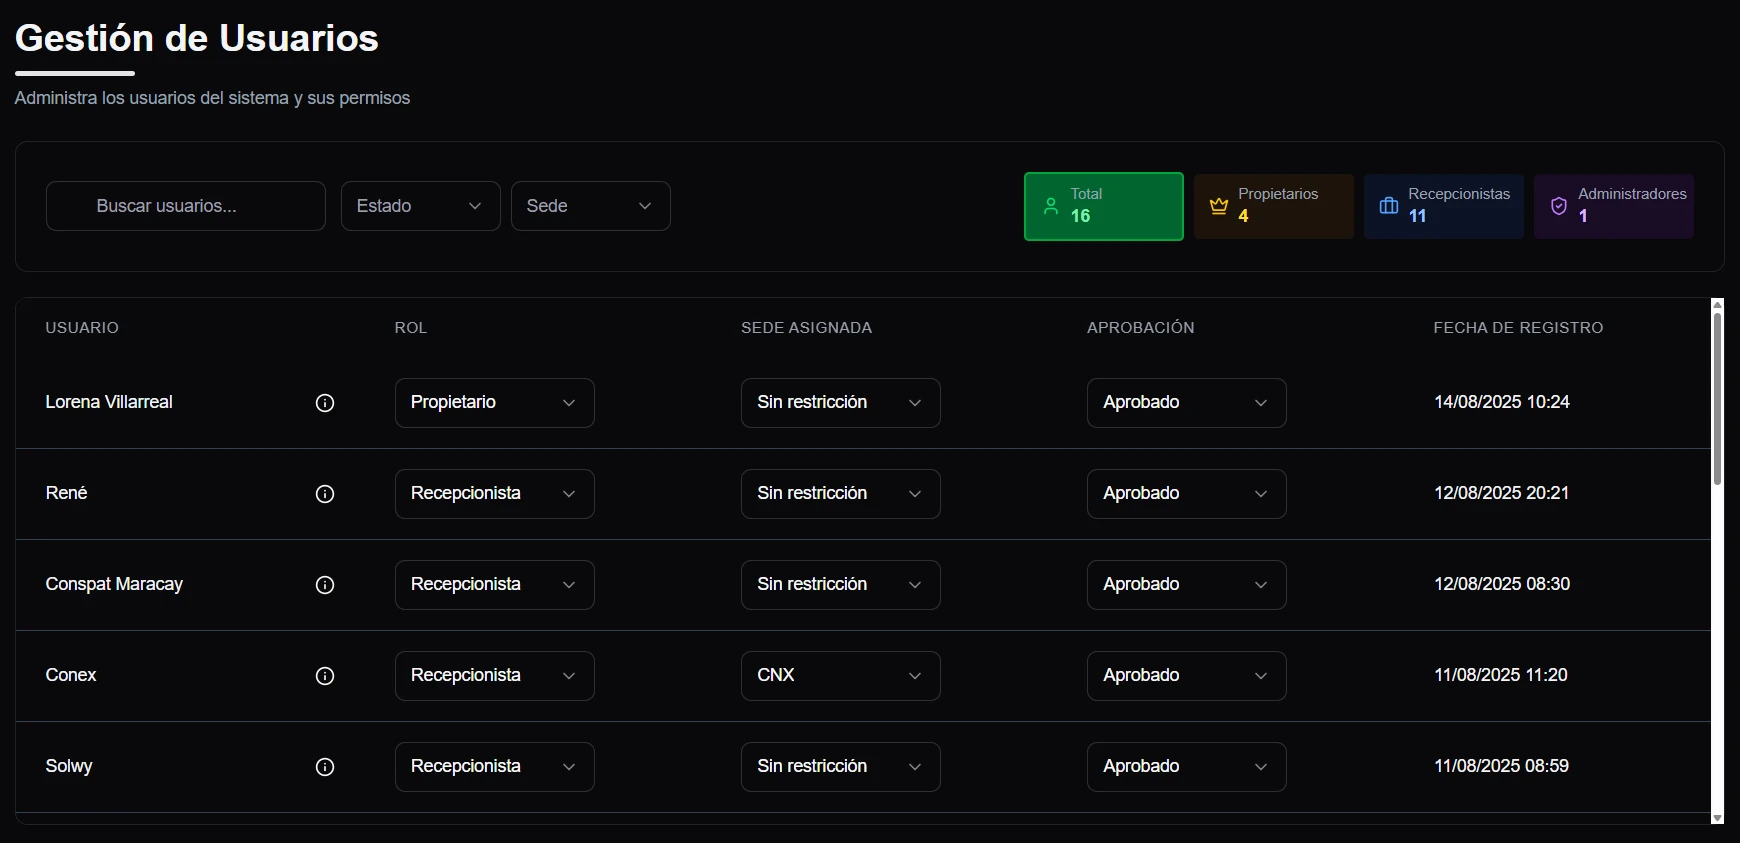 Gestión de Usuarios
Administra los usuarios del sistema y sus permisos
Buscar usuarios...
Estado
Sede
Total
16
Propietarios
4
Recepcionistas
11
Administradores
1
USUARIO ROL SEDE ASIGNADA APROBACIÓN FECHA DE REGISTRO
Lorena Villarreal Propietario Sin restricción Aprobado 14/08/2025 10:24
René Recepcionista Sin restricción Aprobado 12/08/2025 20:21
Conspat Maracay Recepcionista Sin restricción Aprobado 12/08/2025 08:30
Conex Recepcionista CNX Aprobado 11/08/2025 11:20
Solwy Recepcionista Sin restricción Aprobado 11/08/2025 08:59